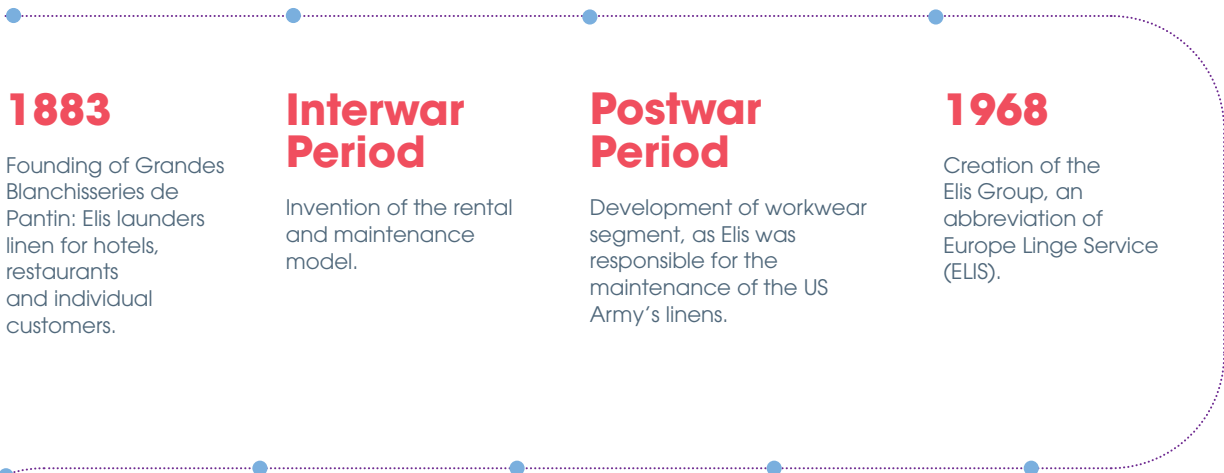 1883
Founding of Grandes
Blanchisseries de
Pantin: Elis launders
linen for hotels,
restaurants
and individual
customers.
Interwar
Period
Invention of the rental
and maintenance
model.
Postwar
Period
Development of workwear
segment, as Elis was
responsible for the
maintenance of the US
Army’s linens.
1968
Creation of the
Elis Group, an
abbreviation of
Europe Linge Service
(ELIS).